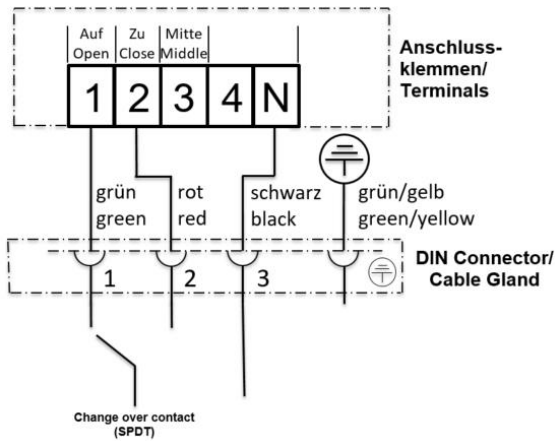 Auf Zu Mitte
Open Close Middle
1 2 3 4 N
Anschluss-
klemmen/
Terminals
grün rot schwarz grün/gelb
green red black green/yellow
1 2 3
DIN Connector/
Cable Gland
Change over contact
(SPDT)